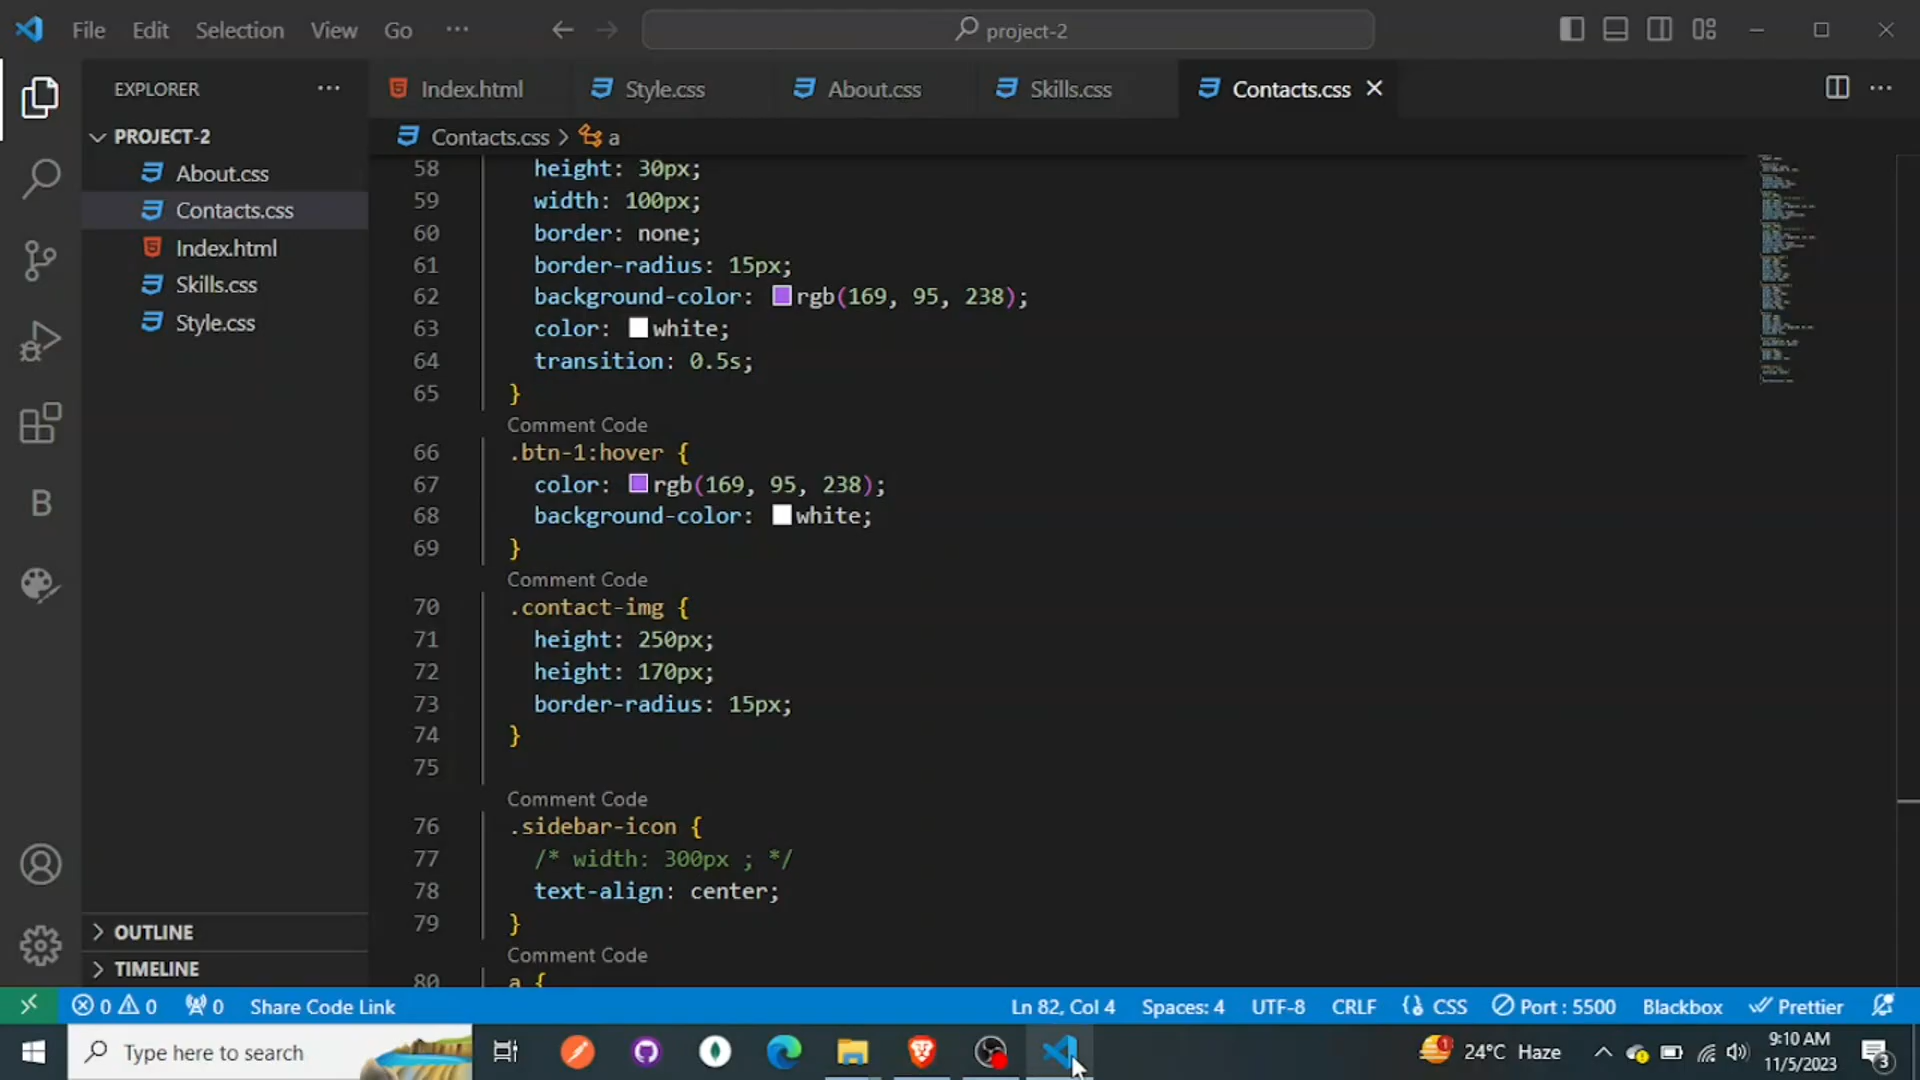 File Edit Selection View Go ··· project-2
EXPLORER ···
Index.html Style.css About.css Skills.css Contacts.css
PROJECT-2
About.css
Contacts.css
Index.html
Skills.css
Style.css
OUTLINE
TIMELINE
B
Contacts.css > a
58 height: 30px;
59 width: 100px;
60 border: none;
61 border-radius: 15px;
62 background-color: rgb(169, 95, 238);
63 color: white;
64 transition: 0.5s;
65 }
Comment Code
66 .btn-1:hover {
67 color: rgb(169, 95, 238);
68 background-color: white;
69 }
Comment Code
70 .contact-img {
71 height: 250px;
72 height: 170px;
73 border-radius: 15px;
74 }
75
Comment Code
76 .sidebar-icon {
77 /* width: 300px ; */
78 text-align: center;
79 }
Comment Code
80 a {
0 0 0 Share Code Link Ln 82, Col 4 Spaces: 4 UTF-8 CRLF {} CSS Port : 5500 Blackbox Prettier
Type here to search 1 24°C Haze 9:10 AM 3
11/5/2023